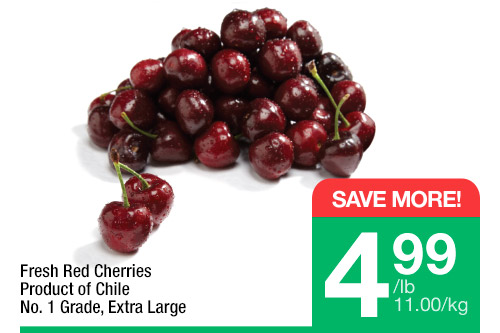 SAVE MORE!
4 99
/lb
11.00/kg
Fresh Red Cherries
Product of Chile
No. 1 Grade, Extra Large